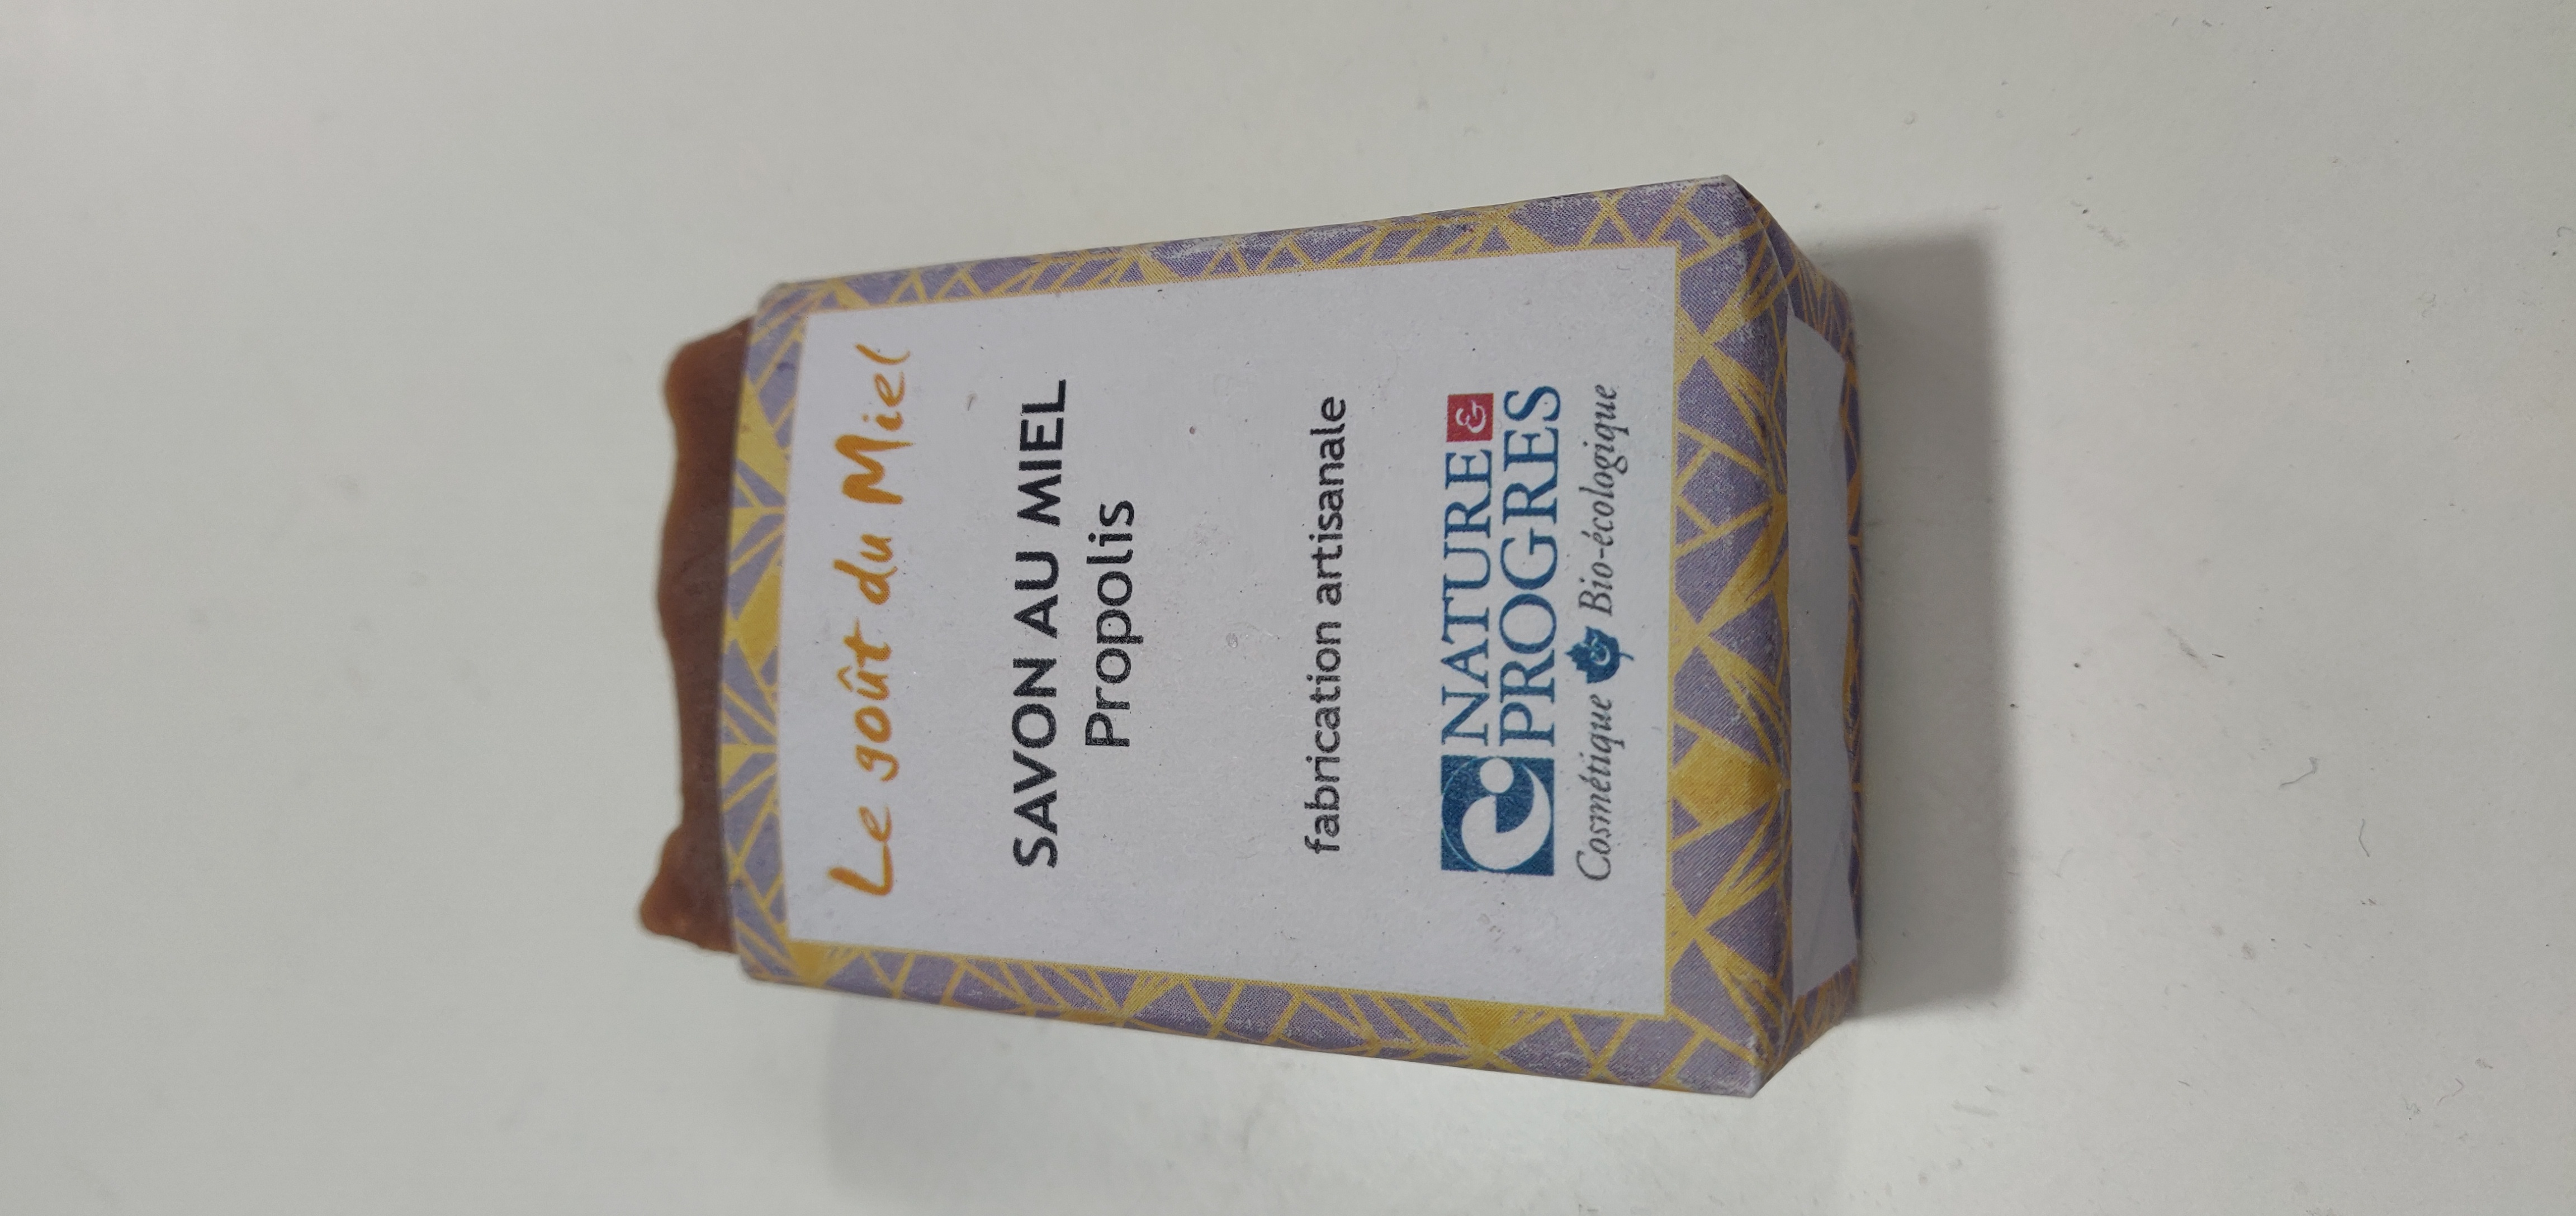 Le goût du Miel
SAVON AU MIEL
Propolis
fabrication artisanale
NATURE &
PROGRES
Cosmétique & Bio-écologique